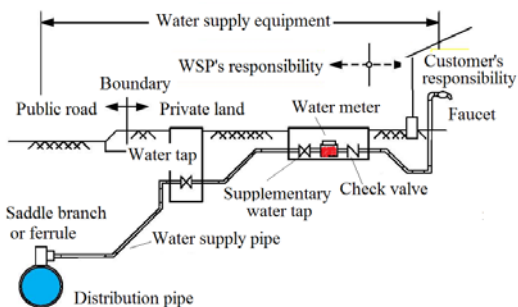 Water supply equipment
WSP's responsibility
Customer's
responsibility
Boundary
Public road
Private land
Water meter
Faucet
Water tap
Supplementary
water tap
Check valve
Saddle branch
or ferrule
Water supply pipe
Distribution pipe